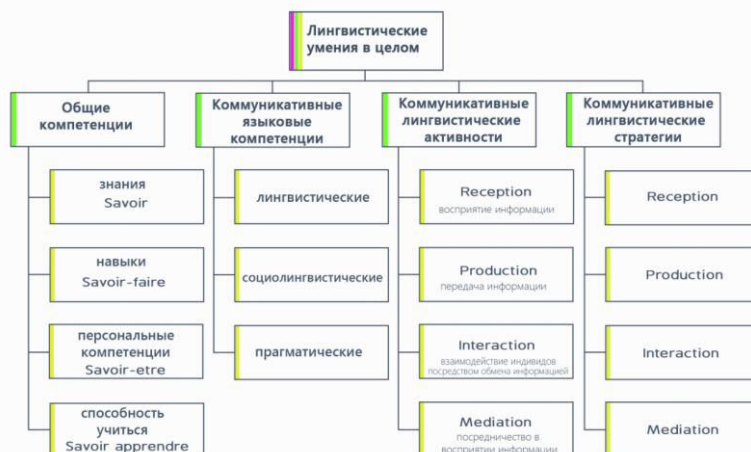 Лингвистические
умения в целом
Общие
компетенции
знания
Savoir
навыки
Savoir-faire
персональные
компетенции
Savoir-etre
способность
учиться
Savoir apprendre
Коммуникативные
языковые
компетенции
лингвистические
социолингвистические
прагматические
Коммуникативные
лингвистические
активности
Reception
восприятие информации
Production
передача информации
Interaction
взаимодействие индивидов
посредством обмена информацией
Mediation
посредничество в
восприятии информации
Коммуникативные
лингвистические
стратегии
Reception
Production
Interaction
Mediation